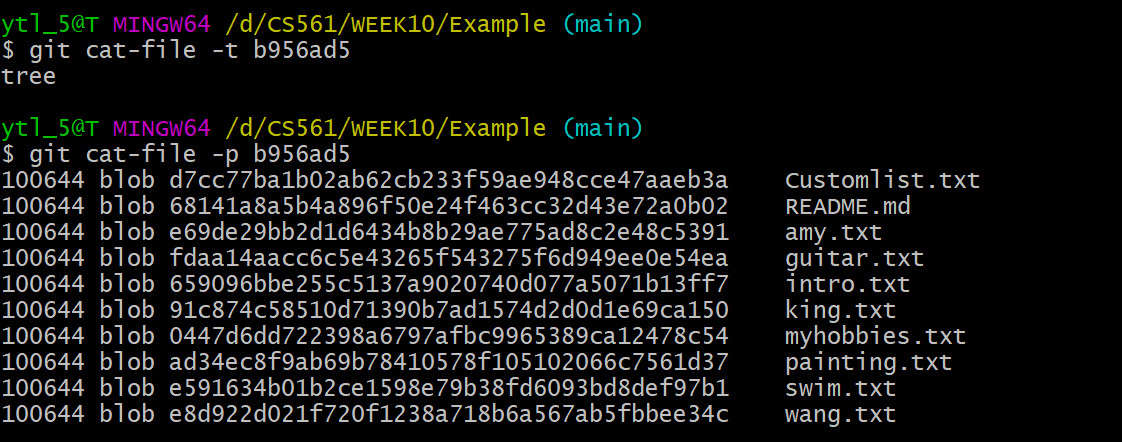 ytl_5@T MINGW64 /d/CS561/WEEK10/Example (main)
$ git cat-file -t b956ad5
tree
ytl_5@T MINGW64 /d/CS561/WEEK10/Example (main)
$ git cat-file -p b956ad5
100644 blob d7cc77ba1b02ab62cb233f59ae948cce47aaeb3a    Customlist.txt
100644 blob 68141a8a5b4a896f50e24f463cc32d43e72a0b02    README.md
100644 blob e69de29bb2d1d6434b8b29ae775ad8c2e48c5391    amy.txt
100644 blob fdaa14aacc6c5e43265f543275f6d949ee0e54ea    guitar.txt
100644 blob 659096bbe255c5137a9020740d077a5071b13ff7    intro.txt
100644 blob 91c874c58510d71390b7ad1574d2d0d1e69ca150    king.txt
100644 blob 0447d6dd722398a6797afbc9965389ca12478c54    myhobbies.txt
100644 blob ad34ec8f9ab69b78410578f105102066c7561d37    painting.txt
100644 blob e591634b01b2ce1598e79b38fd6093bd8def97b1    swim.txt
100644 blob e8d922d021f720f1238a718b6a567ab5fbbee34c    wang.txt